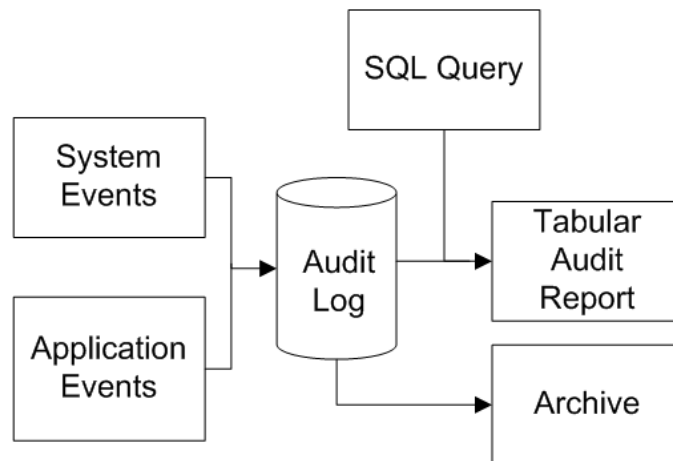 SQL Query
System
Events
Audit
Log
Tabular
Audit
Report
Application
Events
Archive